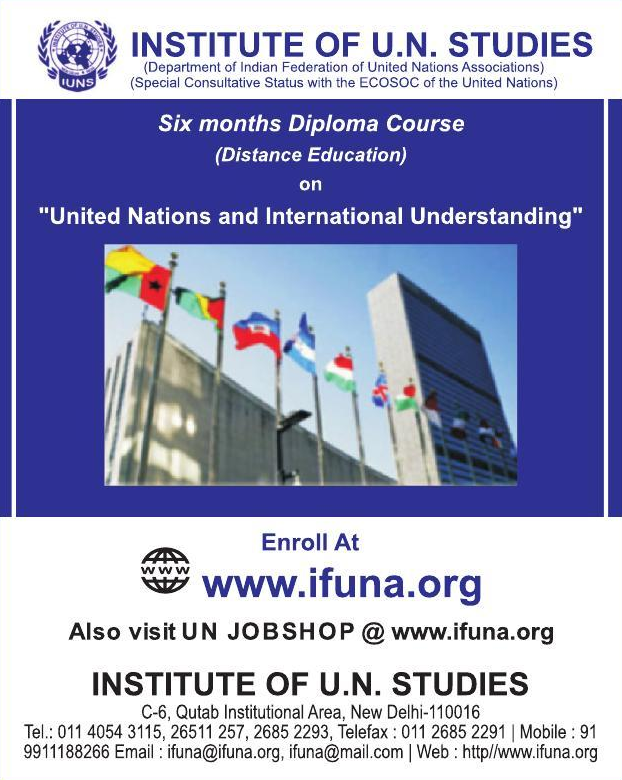 IUNS
INSTITUTE OF U.N. STUDIES
(Department of Indian Federation of United Nations Associations)
(Special Consultative Status with the ECOSOC of the United Nations)
Six months Diploma Course
(Distance Education)
on
"United Nations and International Understanding"
Enroll At
www
www.ifuna.org
Also visit UN JOBSHOP @ www.ifuna.org
INSTITUTE OF U.N. STUDIES
C-6, Qutab Institutional Area, New Delhi-110016
Tel.: 011 4054 3115, 26511 257, 2685 2293, Telefax : 011 2685 2291 | Mobile : 91
9911188266 Email : ifuna@ifuna.org, ifuna@mail.com | Web : http//www.ifuna.org